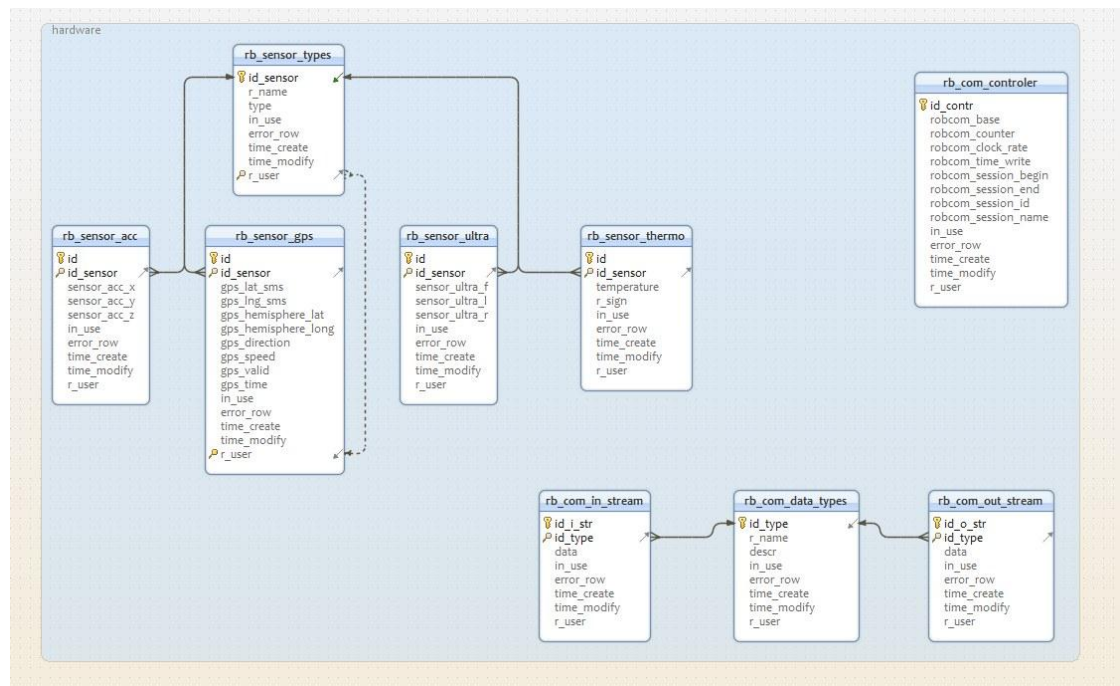 hardware
rb_sensor_types
id_sensor
r_name
type
in_use
error_row
time_create
time_modify
r_user
rb_com_controler
id_contr
robcom_base
robcom_counter
robcom_clock_rate
robcom_time_write
robcom_session_begin
robcom_session_end
robcom_session_id
robcom_session_name
in_use
error_row
time_create
time_modify
r_user
rb_sensor_acc
id
id_sensor
sensor_acc_x
sensor_acc_y
sensor_acc_z
in_use
error_row
time_create
time_modify
r_user
rb_sensor_gps
id
id_sensor
gps_lat_sms
gps_lng_sms
gps_hemisphere_lat
gps_hemisphere_long
gps_direction
gps_speed
gps_valid
gps_time
in_use
error_row
time_create
time_modify
r_user
rb_sensor_ultra
id
id_sensor
sensor_ultra_f
sensor_ultra_l
sensor_ultra_r
in_use
error_row
time_create
time_modify
r_user
rb_sensor_thermo
id
id_sensor
temperature
r_sign
in_use
error_row
time_create
time_modify
r_user
rb_com_in_stream
id_i_str
id_type
data
in_use
error_row
time_create
time_modify
r_user
rb_com_data_types
id_type
r_name
descr
in_use
error_row
time_create
time_modify
r_user
rb_com_out_stream
id_o_str
id_type
data
in_use
error_row
time_create
time_modify
r_user